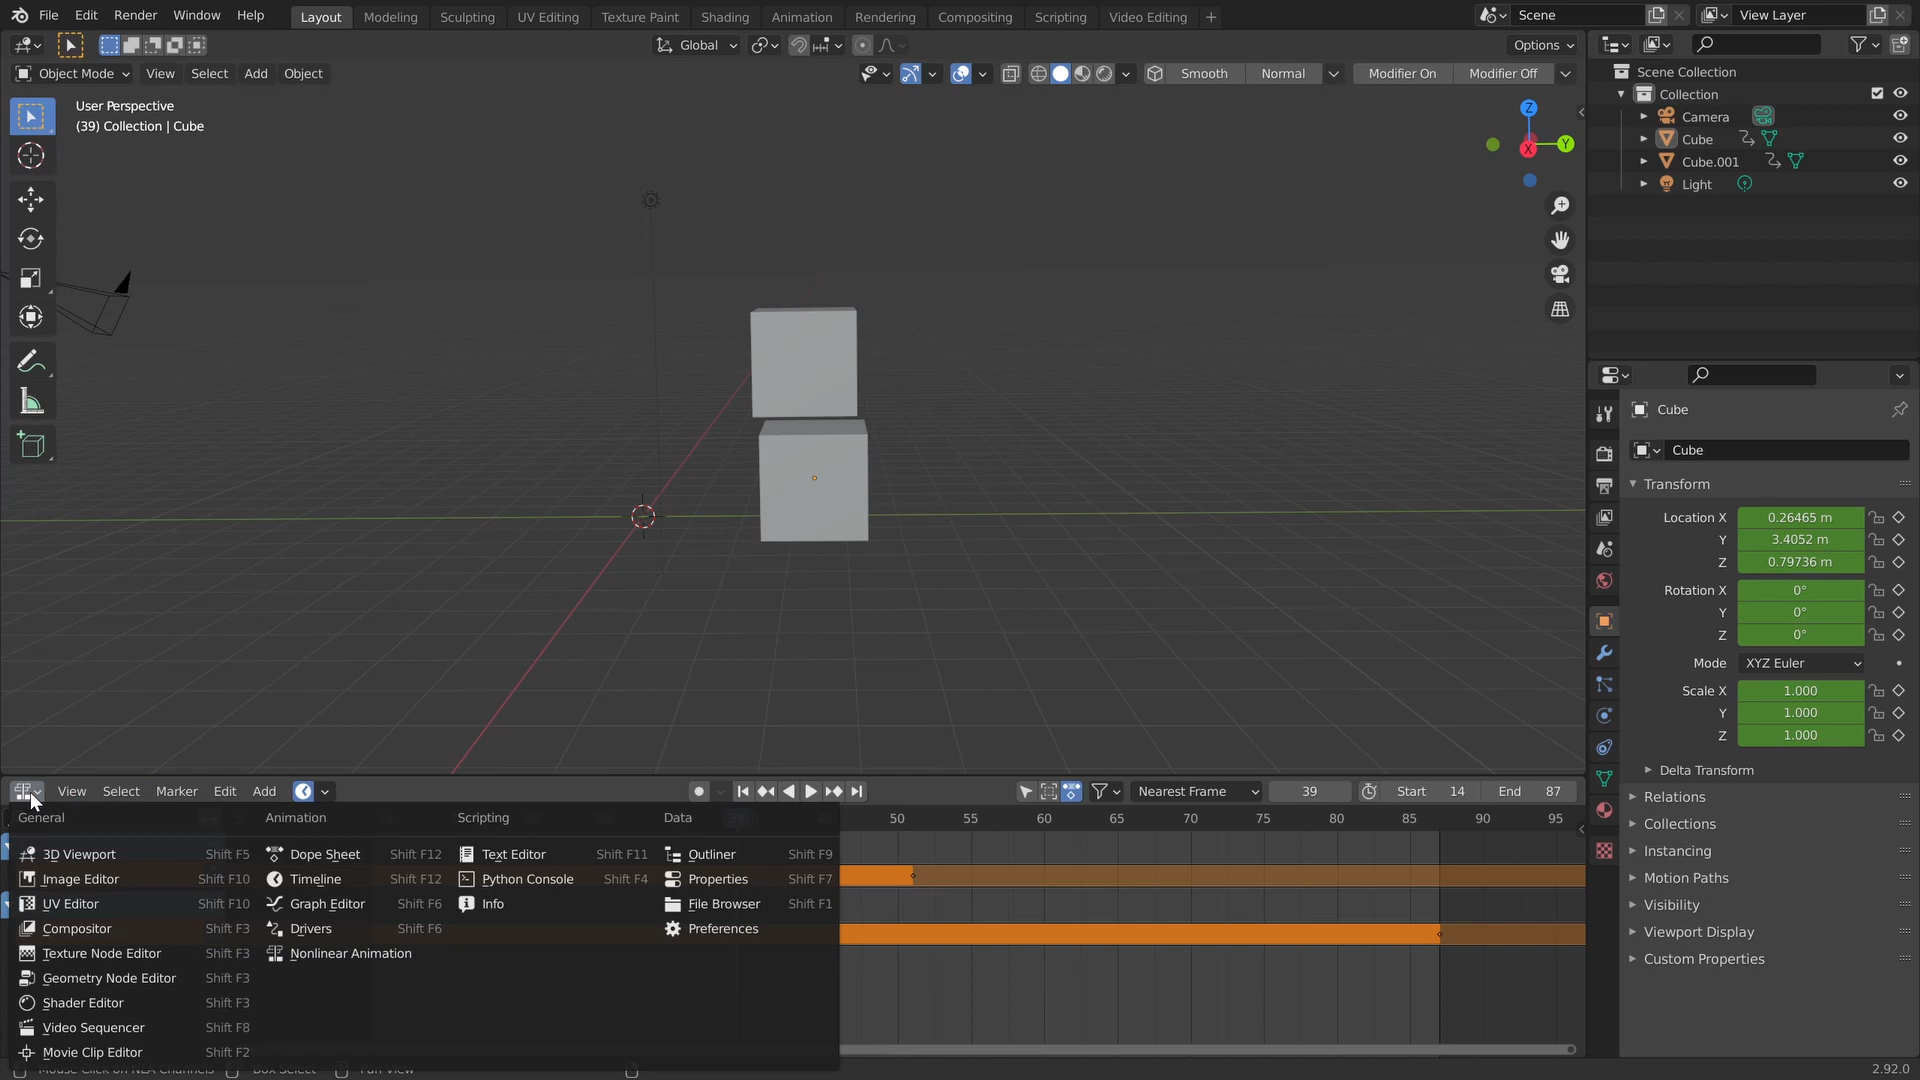 File Edit Render Window Help Layout Modeling Sculpting UV Editing Texture Paint Shading Animation Rendering Compositing Scripting Video Editing + Scene View Layer
Global Options
Object Mode View Select Add Object Smooth Normal Modifier On Modifier Off
User Perspective
(39) Collection | Cube
Z
Y
X
Scene Collection
Collection
Camera
Cube
Cube.001
Light
Cube
Cube
Transform
Location X 0.26465 m
Y 3.4052 m
Z 0.79736 m
Rotation X 0°
Y 0°
Z 0°
Mode XYZ Euler
Scale X 1.000
Y 1.000
Z 1.000
Delta Transform
Relations
Collections
Instancing
Motion Paths
Visibility
Viewport Display
Custom Properties
View Select Marker Edit Add Nearest Frame 39 Start 14 End 87
50 55 60 65 70 75 80 85 90 95
General Animation Scripting Data
3D Viewport Shift F5 Dope Sheet Shift F12 Text Editor Shift F11 Outliner Shift F9
Image Editor Shift F10 Timeline Shift F12 Python Console Shift F4 Properties Shift F7
UV Editor Shift F10 Graph Editor Shift F6 Info File Browser Shift F1
Compositor Shift F3 Drivers Shift F6 Preferences
Texture Node Editor Shift F3 Nonlinear Animation
Geometry Node Editor Shift F3
Shader Editor Shift F3
Video Sequencer Shift F8
Movie Clip Editor Shift F2
2.92.0